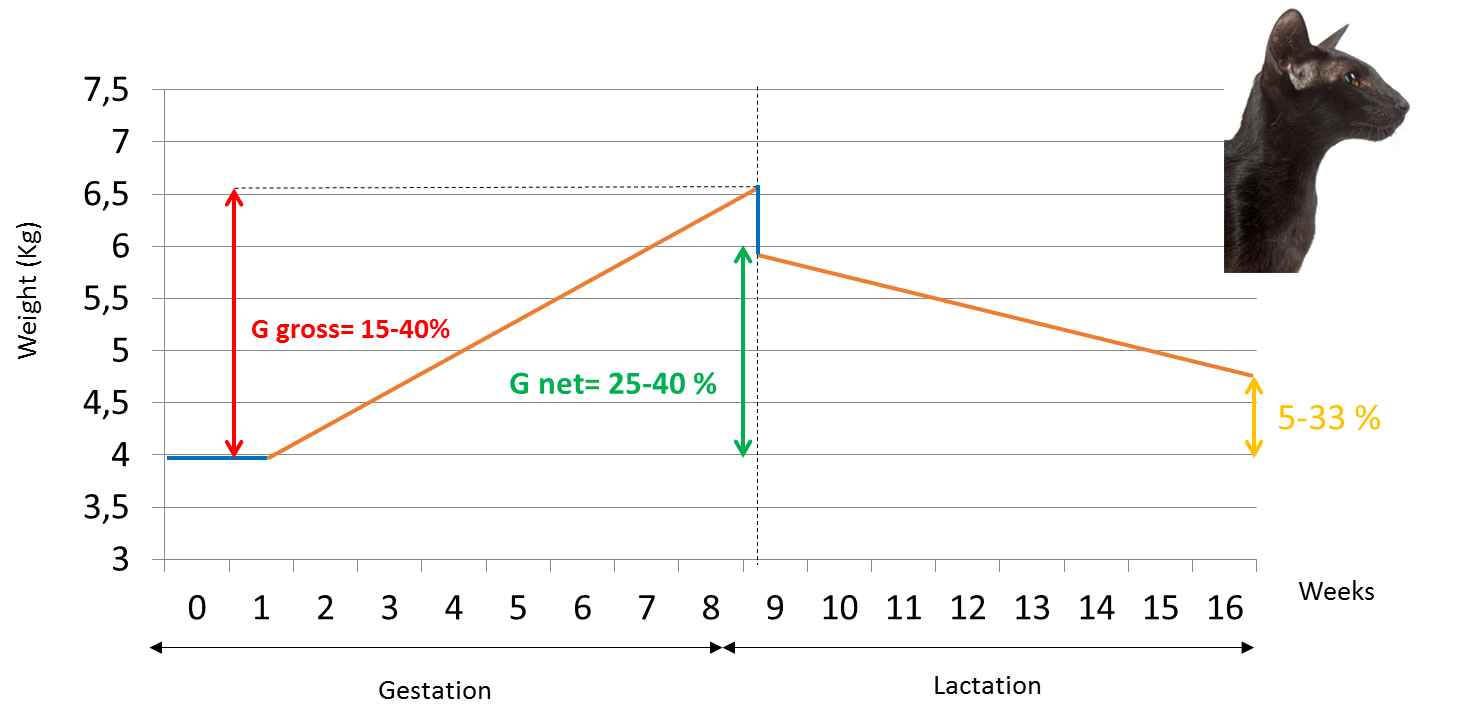 7,5
7
6,5
6
5,5
5
4,5
4
3,5
3
Weight (Kg)
G gross= 15-40%
G net= 25-40 %
5-33 %
0 1 2 3 4 5 6 7 8 9 10 11 12 13 14 15 16
Weeks
Gestation
Lactation